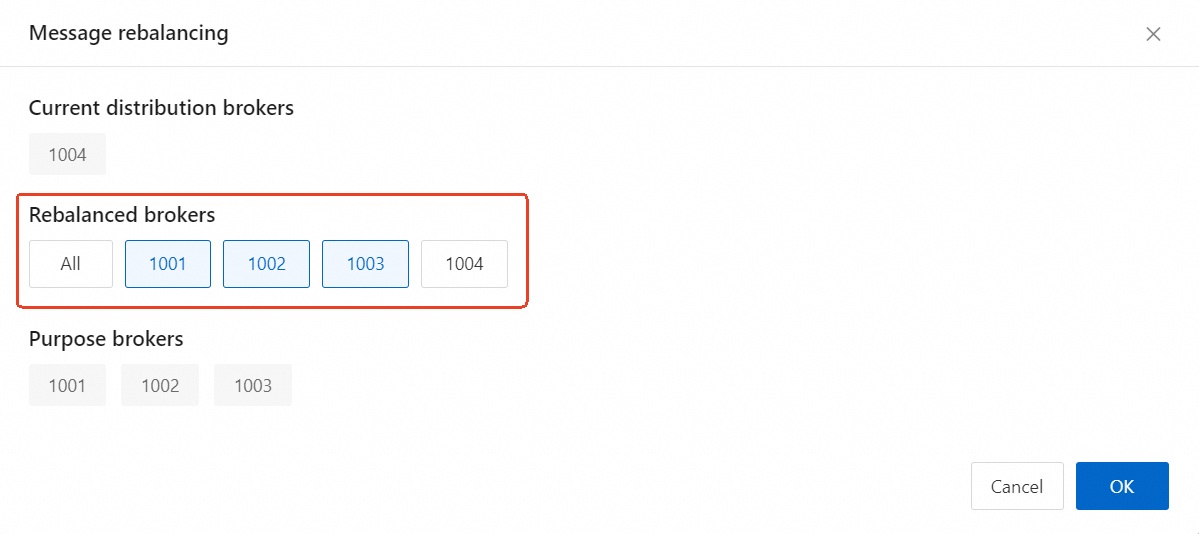 Message rebalancing
Current distribution brokers
1004
Rebalanced brokers
All 1001 1002 1003 1004
Purpose brokers
1001 1002 1003
Cancel OK